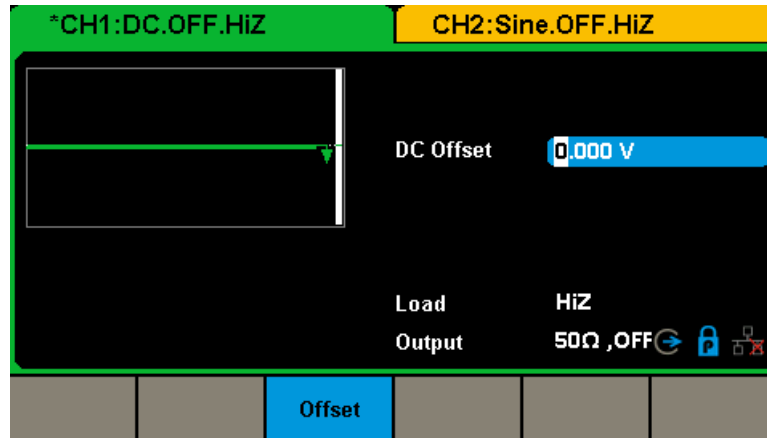 *CH1:DC.OFF.HiZ
CH2:Sine.OFF.HiZ
DC Offset 0.000 V
Load HiZ
Output 50Ω ,OFF
P
Offset